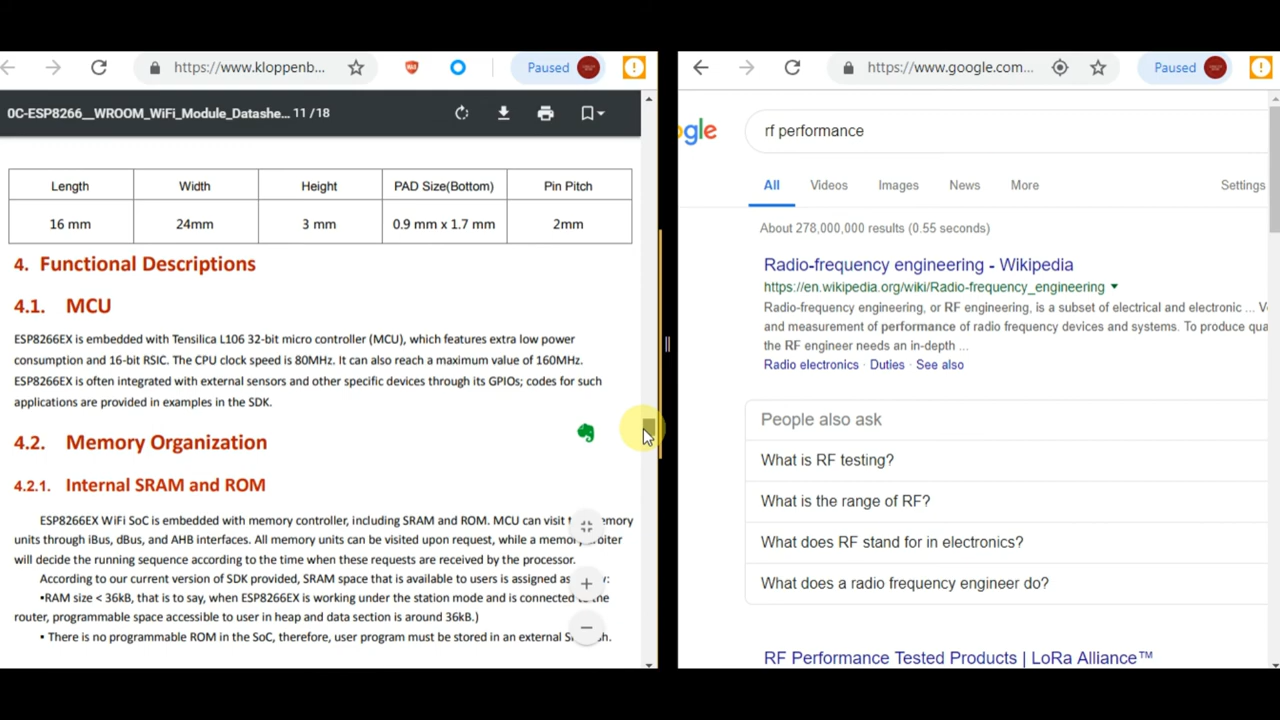 https://www.kloppenb...
Paused
0C-ESP8266__WROOM_WiFi_Module_Datashe... 11 / 18
Length Width Height PAD Size(Bottom) Pin Pitch
16 mm 24mm 3 mm 0.9 mm x 1.7 mm 2mm
4. Functional Descriptions
4.1. MCU
ESP8266EX is embedded with Tensilica L106 32-bit micro controller (MCU), which features extra low power
consumption and 16-bit RSIC. The CPU clock speed is 80MHz. It can also reach a maximum value of 160MHz.
ESP8266EX is often integrated with external sensors and other specific devices through its GPIOs; codes for such
applications are provided in examples in the SDK.
4.2. Memory Organization
4.2.1. Internal SRAM and ROM
ESP8266EX WiFi SoC is embedded with memory controller, including SRAM and ROM. MCU can visit
units through iBus, dBus, and AHB interfaces. All memory units can be visited upon request, while a
will decide the running sequence according to the time when these requests are received by the processor.
According to our current version of SDK provided, SRAM space that is available to users is assigned as
▪RAM size < 36kB, that is to say, when ESP8266EX is working under the station mode and is connected to the
router, programmable space accessible to user in heap and data section is around 36kB.)
▪ There is no programmable ROM in the SoC, therefore, user program must be stored in an external
https://www.google.com...
Paused
ogle
rf performance
All Videos Images News More Settings
About 278,000,000 results (0.55 seconds)
Radio-frequency engineering - Wikipedia
https://en.wikipedia.org/wiki/Radio-frequency_engineering
Radio-frequency engineering, or RF engineering, is a subset of electrical and electronic ...
and measurement of performance of radio frequency devices and systems. To produce
the RF engineer needs an in-depth ...
Radio electronics · Duties · See also
People also ask
What is RF testing?
What is the range of RF?
What does RF stand for in electronics?
What does a radio frequency engineer do?
RF Performance Tested Products | LoRa Alliance™